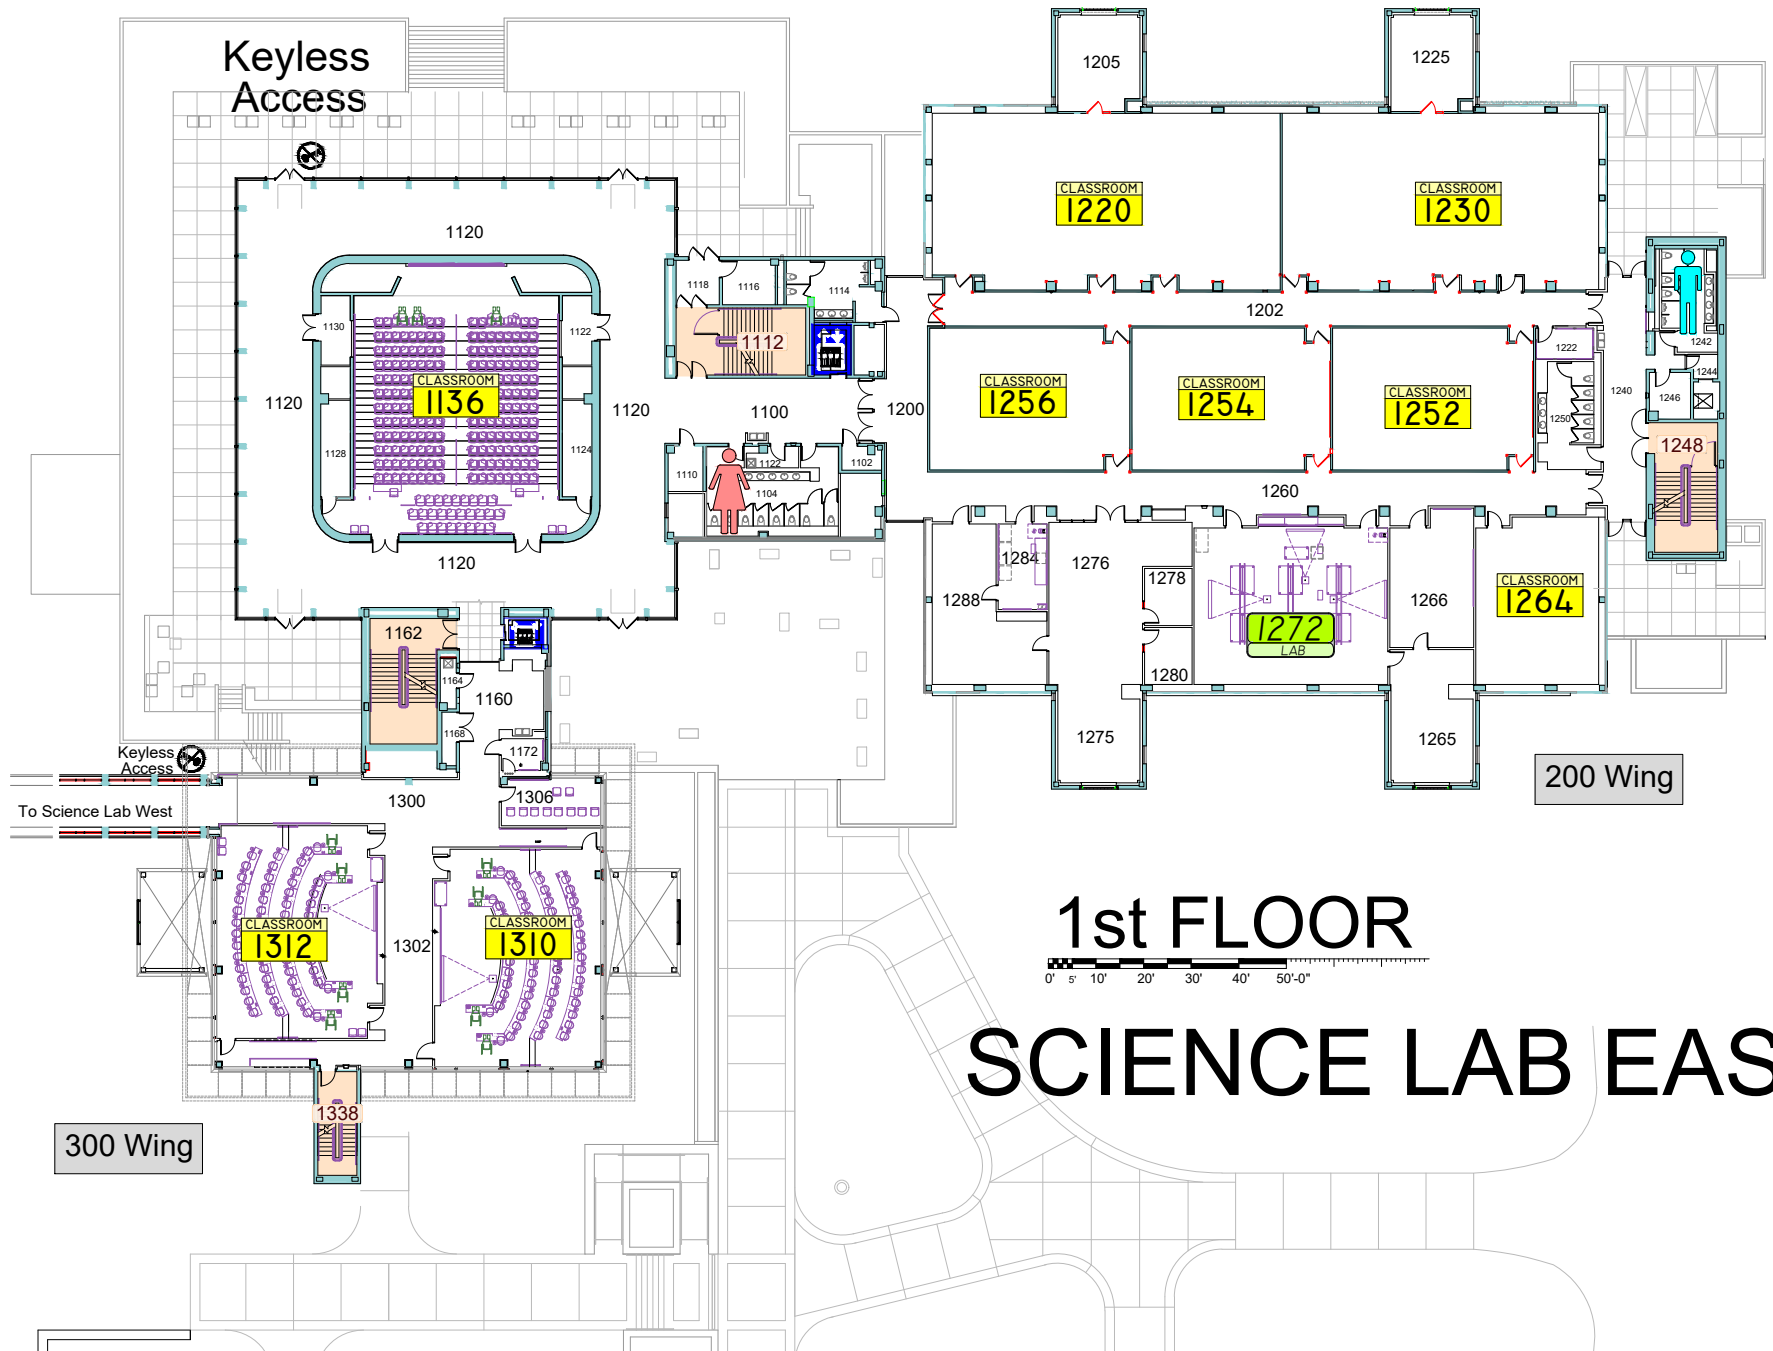 Keyless
Access
1205
1225
CLASSROOM
1220
CLASSROOM
1230
1120
1118
1116
1114
1202
1130
1122
1112
1222
1242
1244
CLASSROOM
1136
CLASSROOM
1256
CLASSROOM
1254
CLASSROOM
1252
1120
1120
1100
1200
1240
1246
1250
1248
1128
1124
1110
1122
1102
1104
1260
1120
1284
1276
1278
1288
1266
CLASSROOM
1264
1272
LAB
1280
1162
1164
1160
1168
1172
1275
1265
Keyless
Access
200 Wing
To Science Lab West
1300
1306
CLASSROOM
1312
1302
CLASSROOM
1310
1st FLOOR
0' 5' 10' 20' 30' 40' 50'-0"
SCIENCE LAB EAS
1338
300 Wing